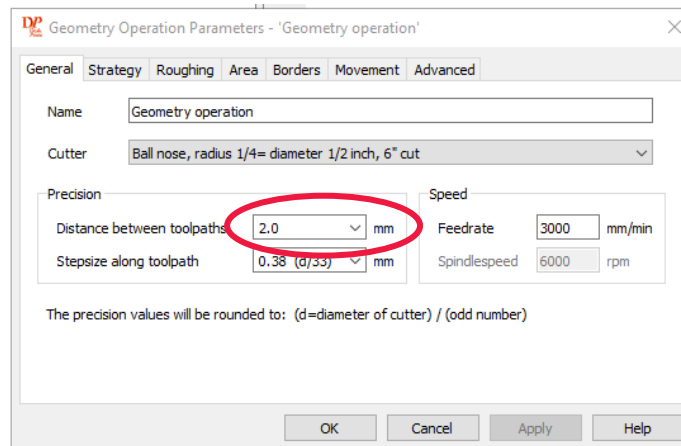 DP Geometry Operation Parameters - 'Geometry operation'
General Strategy Roughing Area Borders Movement Advanced
Name Geometry operation
Cutter Ball nose, radius 1/4= diameter 1/2 inch, 6" cut
Precision Speed
Distance between toolpaths 2.0 mm Feedrate 3000 mm/min
Stepsize along toolpath 0.38 (d/33) mm Spindlespeed 6000 rpm
The precision values will be rounded to: (d=diameter of cutter) / (odd number)
OK Cancel Apply Help